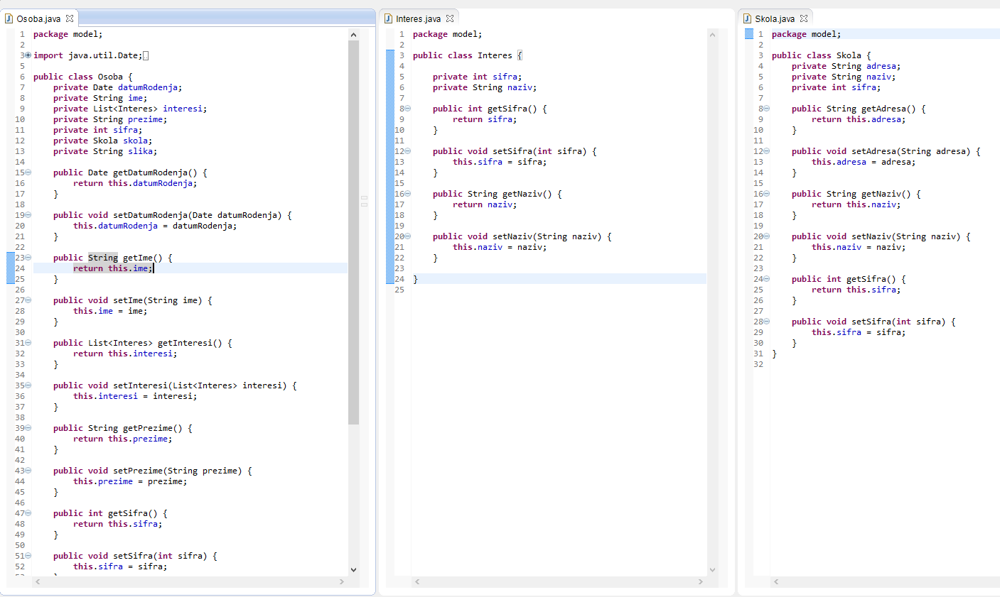 Osoba.java
1 package model;
2
3 import java.util.Date;
5
6 public class Osoba {
7 private Date datumRodenja;
8 private String ime;
9 private List<Interes> interesi;
10 private String prezime;
11 private int sifra;
12 private Skola skola;
13 private String slika;
14
15 public Date getDatumRodenja() {
16 return this.datumRodenja;
17 }
18
19 public void setDatumRodenja(Date datumRodenja) {
20 this.datumRodenja = datumRodenja;
21 }
22
23 public String getIme() {
24 return this.ime;
25 }
26
27 public void setIme(String ime) {
28 this.ime = ime;
29 }
30
31 public List<Interes> getInteresi() {
32 return this.interesi;
33 }
34
35 public void setInteresi(List<Interes> interesi) {
36 this.interesi = interesi;
37 }
38
39 public String getPrezime() {
40 return this.prezime;
41 }
42
43 public void setPrezime(String prezime) {
44 this.prezime = prezime;
45 }
46
47 public int getSifra() {
48 return this.sifra;
49 }
50
51 public void setSifra(int sifra) {
52 this.sifra = sifra;
Interes.java
1 package model;
2
3 public class Interes {
4
5 private int sifra;
6 private String naziv;
7
8 public int getSifra() {
9 return sifra;
10 }
11
12 public void setSifra(int sifra) {
13 this.sifra = sifra;
14 }
15
16 public String getNaziv() {
17 return naziv;
18 }
19
20 public void setNaziv(String naziv) {
21 this.naziv = naziv;
22 }
23
24 }
25
Skola.java
1 package model;
2
3 public class Skola {
4 private String adresa;
5 private String naziv;
6 private int sifra;
7
8 public String getAdresa() {
9 return this.adresa;
10 }
11
12 public void setAdresa(String adresa) {
13 this.adresa = adresa;
14 }
15
16 public String getNaziv() {
17 return this.naziv;
18 }
19
20 public void setNaziv(String naziv) {
21 this.naziv = naziv;
22 }
23
24 public int getSifra() {
25 return this.sifra;
26 }
27
28 public void setSifra(int sifra) {
29 this.sifra = sifra;
30 }
31 }
32